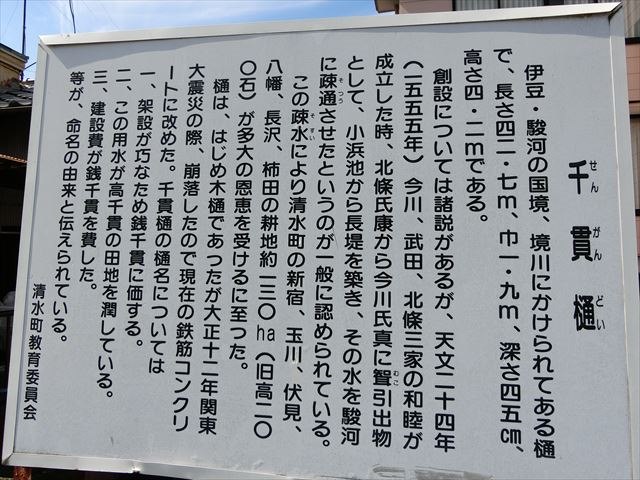 千貫樋
せんがんどい
伊豆・駿河の国境、境川にかけられてある樋
で、長さ四二・七m、巾一・九m、深さ四五㎝、
高さ四・二mである。
創設については諸説があるが、天文二十四年
(一五五五年)今川、武田、北條三家の和睦が
成立した時、北條氏康から今川氏真に聟引出物
むこ
として、小浜池から長堤を築き、その水を駿河
に疎通させたというのが一般に認められている。
そつう
この疎水により清水町の新宿、玉川、伏見、
そすい
八幡、長沢、柿田の耕地約一三〇ha(旧高二〇
〇石)が多大の恩恵を受けるに至つた。
樋は、はじめ木樋であったが大正十二年関東
大震災の際、崩落したので現在の鉄筋コンクリ
ートに改めた。千貫樋の樋名については
一、架設が巧なため銭千貫に価する。
二、この用水が高千貫の田地を潤している。
三、建設費が銭千貫を費した。
等が、命名の由来と伝えられている。
清水町教育委員会